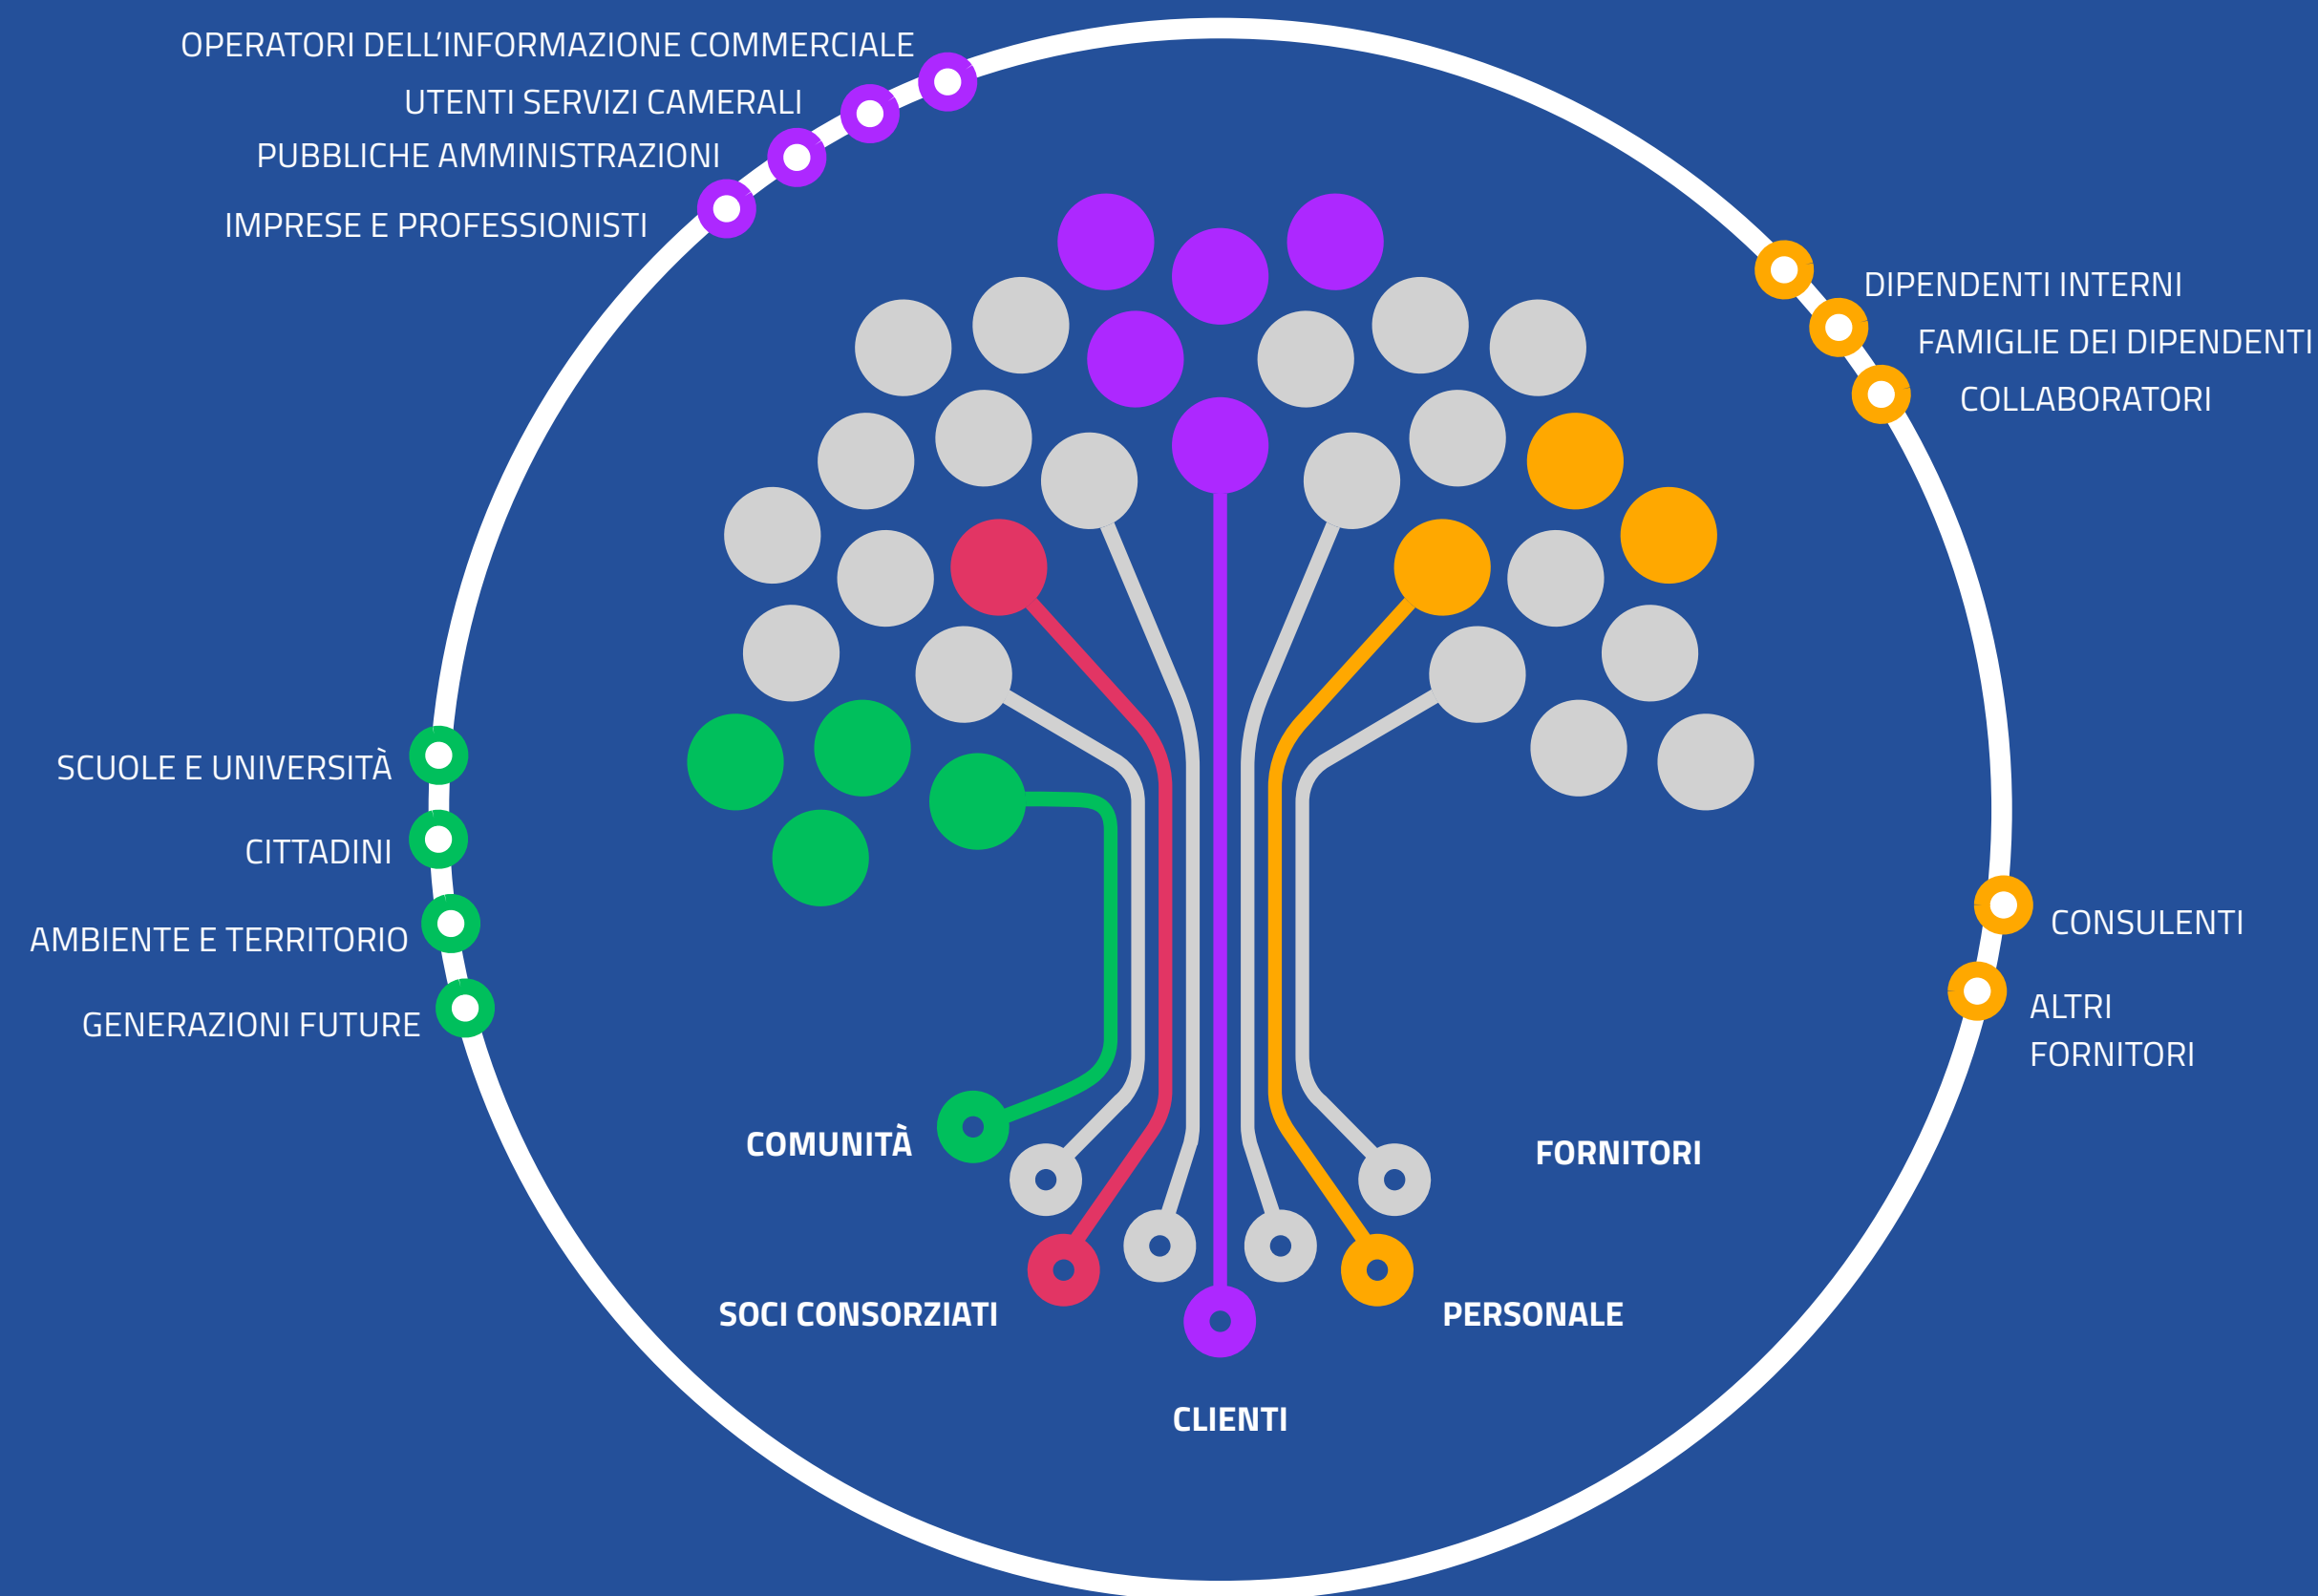 OPERATORI DELL’INFORMAZIONE COMMERCIALE
UTENTI SERVIZI CAMERALI
PUBBLICHE AMMINISTRAZIONI
IMPRESE E PROFESSIONISTI
DIPENDENTI INTERNI
FAMIGLIE DEI DIPENDENTI
COLLABORATORI
SCUOLE E UNIVERSITÀ
CITTADINI
AMBIENTE E TERRITORIO
GENERAZIONI FUTURE
CONSULENTI
ALTRI
FORNITORI
COMUNITÀ
FORNITORI
SOCI CONSORZIATI
PERSONALE
CLIENTI